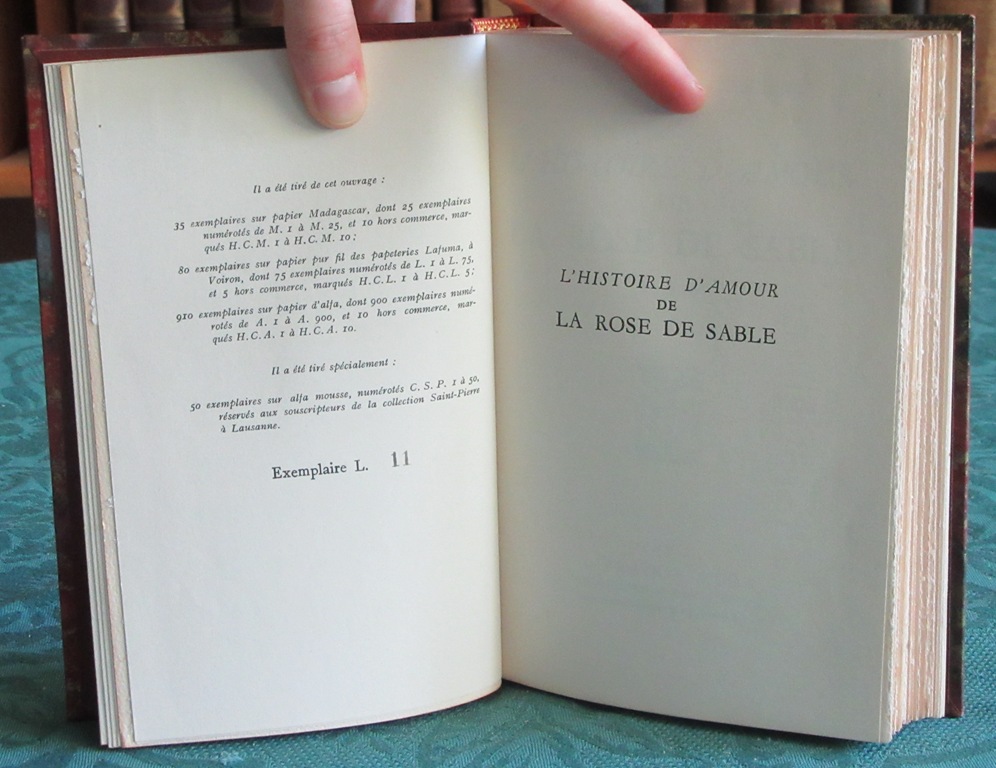 Il a été tiré de cet ouvrage :
35 exemplaires sur papier Madagascar, dont 25 exemplaires
numérotés de M. 1 à M. 25, et 10 hors commerce, mar-
qués H.C.M. 1 à H.C.M. 10;
80 exemplaires sur papier pur fil des papeteries Lafuma, à
Voiron, dont 75 exemplaires numérotés de L. 1 à L. 75,
et 5 hors commerce, marqués H.C.L. 1 à H.C.L. 5;
910 exemplaires sur papier d'alfa, dont 900 exemplaires numé-
rotés de A. 1 à A. 900, et 10 hors commerce, mar-
qués H.C.A. 1 à H.C.A. 10.
Il a été tiré spécialement :
50 exemplaires sur alfa mousse, numérotés C. S. P. 1 à 50,
réservés aux souscripteurs de la collection Saint-Pierre
à Lausanne.
Exemplaire L. 11
L'HISTOIRE D'AMOUR
DE
LA ROSE DE SABLE